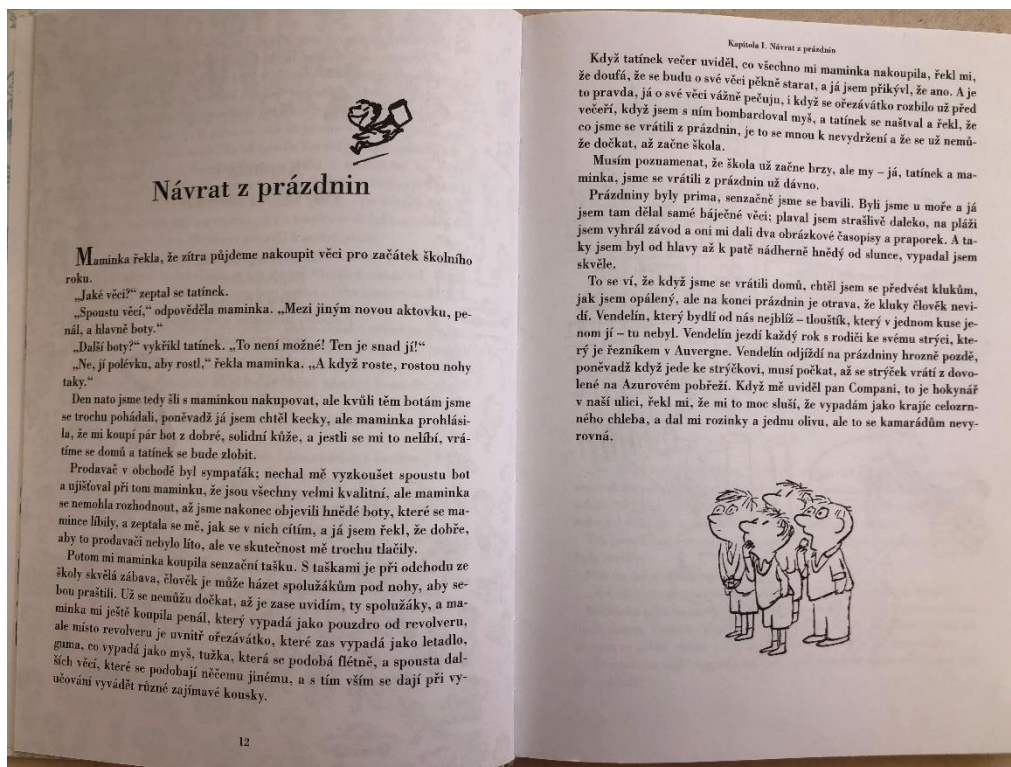 Návrat z prázdnin
Maminka řekla, že zítra půjdeme nakoupit věci pro začátek školního
roku.
„Jaké věci?“ zeptal se tatínek.
„Spoustu věcí,“ odpověděla maminka. „Mezi jiným novou aktovku, pe-
nál, a hlavně boty.“
„Další boty?“ vykřikl tatínek. „To není možné! Ten je snad jí!“
„Ne, jí polévku, aby rostl,“ řekla maminka. „A když roste, rostou nohy
taky.“
Den nato jsme tedy šli s maminkou nakupovat, ale kvůli těm botám jsme
se trochu pohádali, poněvadž já jsem chtěl kecky, ale maminka prohlási-
la, že mi koupí pár bot z dobré, solidní kůže, a jestli se mi to nelíbí, vrá-
tíme se domů a tatínek se bude zlobit.
Prodavač v obchodě byl sympaťák; nechal mě vyzkoušet spoustu bot
a ujišťoval při tom maminku, že jsou všechny velmi kvalitní, ale maminka
se nemohla rozhodnout, až jsme nakonec objevili hnědé boty, které se ma-
mince líbily, a zeptala se mě, jak se v nich cítím, a já jsem řekl, že dobře,
aby to prodavači nebylo líto, ale ve skutečnost mě trochu tlačily.
Potom mi maminka koupila senzační tašku. S taškami je při odchodu ze
školy skvělá zábava, člověk je může házet spolužákům pod nohy, aby se-
bou praštili. Už se nemůžu dočkat, až je zase uvidím, ty spolužáky, a ma-
minka mi ještě koupila penál, který vypadá jako pouzdro od revolveru,
ale místo revolveru je uvnitř ořezávátko, které zas vypadá jako letadlo,
guma, co vypadá jako myš, tužka, která se podobá flétně, a spousta dal-
ších věcí, které se podobají něčemu jinému, a s tím vším se dají při vy-
učování vyvádět různé zajímavé kousky.
12
Kapitola I. Návrat z prázdnin
Když tatínek večer uviděl, co všechno mi maminka nakoupila, řekl mi,
že doufá, že se budu o své věci pěkně starat, a já jsem přikývl, že ano. A je
to pravda, já o své věci vážně pečuju, i když se ořezávátko rozbilo už před
večeří, když jsem s ním bombardoval myš, a tatínek se naštval a řekl, že
co jsme se vrátili z prázdnin, je to se mnou k nevydržení a že se už nemů-
že dočkat, až začne škola.
Musím poznamenat, že škola už začne brzy, ale my – já, tatínek a ma-
minka, jsme se vrátili z prázdnin už dávno.
Prázdniny byly prima, senzačně jsme se bavili. Byli jsme u moře a já
jsem tam dělal samé báječné věci; plaval jsem strašlivě daleko, na pláži
jsem vyhrál závod a oni mi dali dva obrázkové časopisy a praporek. A ta-
ky jsem byl od hlavy až k patě nádherně hnědý od slunce, vypadal jsem
skvěle.
To se ví, že když jsme se vrátili domů, chtěl jsem se předvést klukům,
jak jsem opálený, ale na konci prázdnin je otrava, že kluky člověk nevi-
dí. Vendelín, který bydlí od nás nejblíž – tlouštík, který v jednom kuse je-
nom jí – tu nebyl. Vendelín jezdí každý rok s rodiči ke svému strýci, kte-
rý je řezníkem v Auvergne. Vendelín odjíždí na prázdniny hrozně pozdě,
poněvadž když jede ke strýčkovi, musí počkat, až se strýček vrátí z dovo-
lené na Azurovém pobřeží. Když mě uviděl pan Compani, to je hokynář
v naší ulici, řekl mi, že mi to moc sluší, že vypadám jako krajíc celozrn-
ného chleba, a dal mi rozinky a jednu olivu, ale to se kamarádům nevy-
rovná.